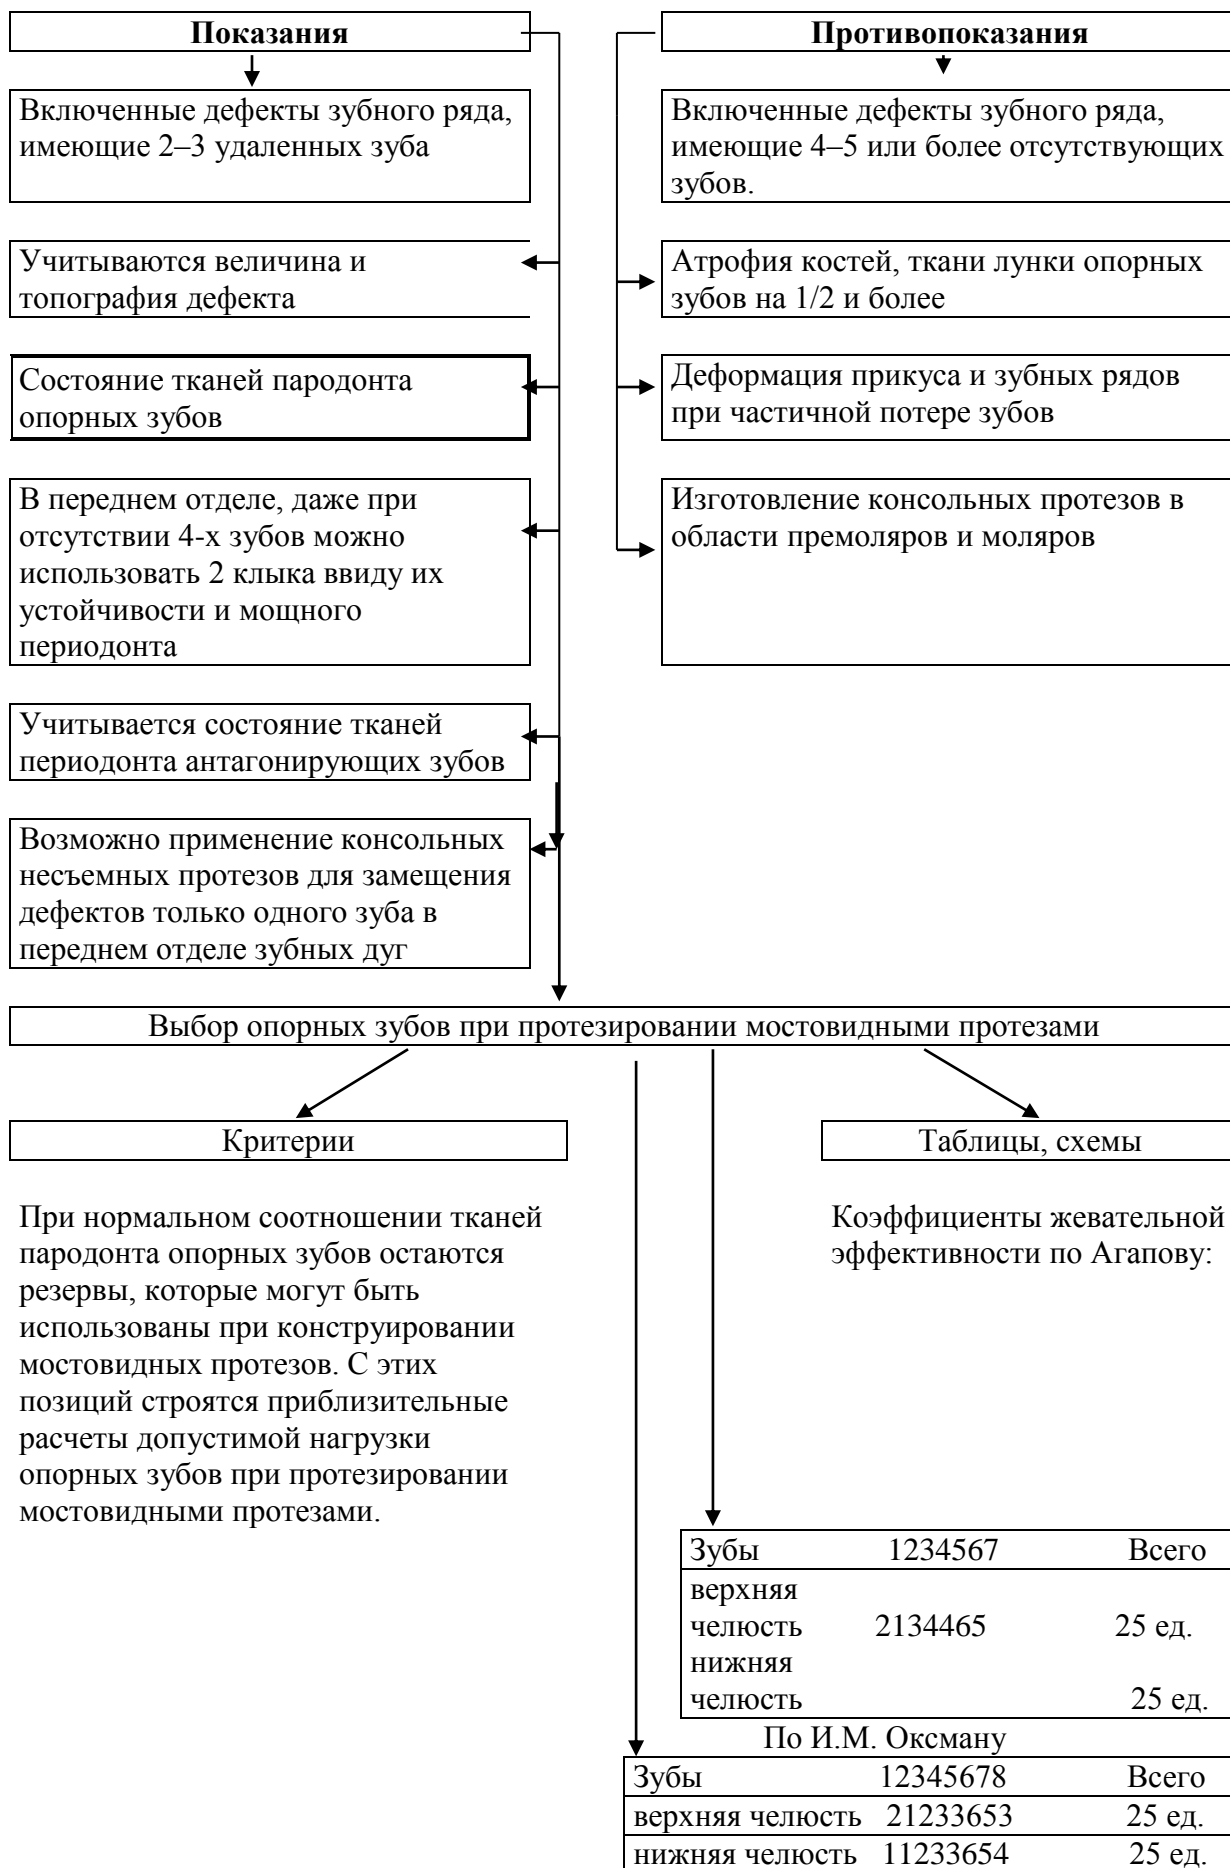 Показания
Противопоказания
Включенные дефекты зубного ряда,
имеющие 2–3 удаленных зуба
Включенные дефекты зубного ряда,
имеющие 4–5 или более отсутствующих
зубов.
Учитываются величина и
топография дефекта
Атрофия костей, ткани лунки опорных
зубов на 1/2 и более
Состояние тканей пародонта
опорных зубов
Деформация прикуса и зубных рядов
при частичной потере зубов
В переднем отделе, даже при
отсутствии 4-х зубов можно
использовать 2 клыка ввиду их
устойчивости и мощного
периодонта
Изготовление консольных протезов в
области премоляров и моляров
Учитывается состояние тканей
периодонта антагонирующих зубов
Возможно применение консольных
несъемных протезов для замещения
дефектов только одного зуба в
переднем отделе зубных дуг
Выбор опорных зубов при протезировании мостовидными протезами
Критерии
Таблицы, схемы
При нормальном соотношении тканей
пародонта опорных зубов остаются
резервы, которые могут быть
использованы при конструировании
мостовидных протезов. С этих
позиций строятся приблизительные
расчеты допустимой нагрузки
опорных зубов при протезировании
мостовидными протезами.
Коэффициенты жевательной
эффективности по Агапову:
Зубы 1234567 Всего
верхняя
челюсть 2134465 25 ед.
нижняя
челюсть 25 ед.
По И.М. Оксману
Зубы 12345678 Всего
верхняя челюсть 21233653 25 ед.
нижняя челюсть 11233654 25 ед.